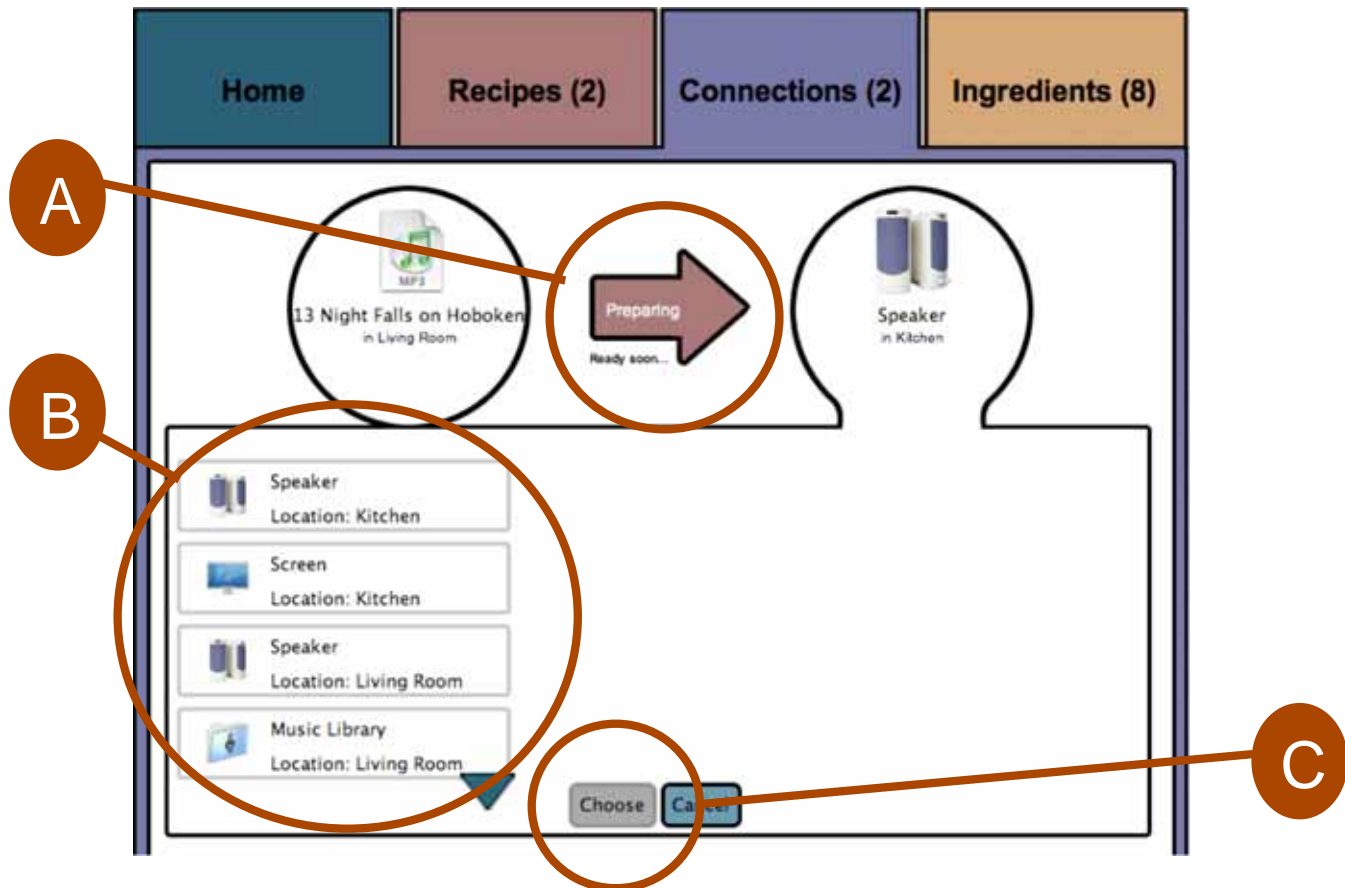 Home
Recipes (2)
Connections (2)
Ingredients (8)
A
MP3
13 Night Falls on Hoboken
in Living Room
Preparing
Ready soon...
Speaker
in Kitchen
B
Speaker
Location: Kitchen
Screen
Location: Kitchen
Speaker
Location: Living Room
Music Library
Location: Living Room
Choose
Cancel
C